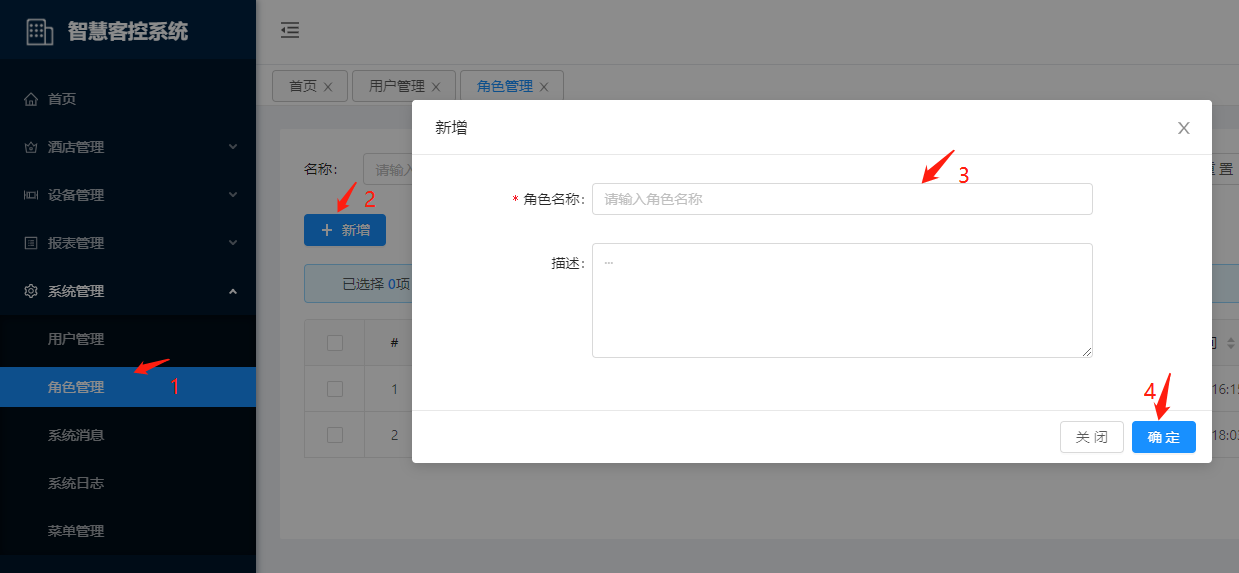 智慧客控系统
首页
酒店管理
设备管理
报表管理
系统管理
用户管理
角色管理
1
系统消息
系统日志
菜单管理
首页
用户管理
角色管理
名称:
请输入
置
2
新增
已选择 0项
#
1
16:15
2
18:03
新增
3
* 角色名称:
请输入角色名称
描述:
...
4
关 闭
确 定